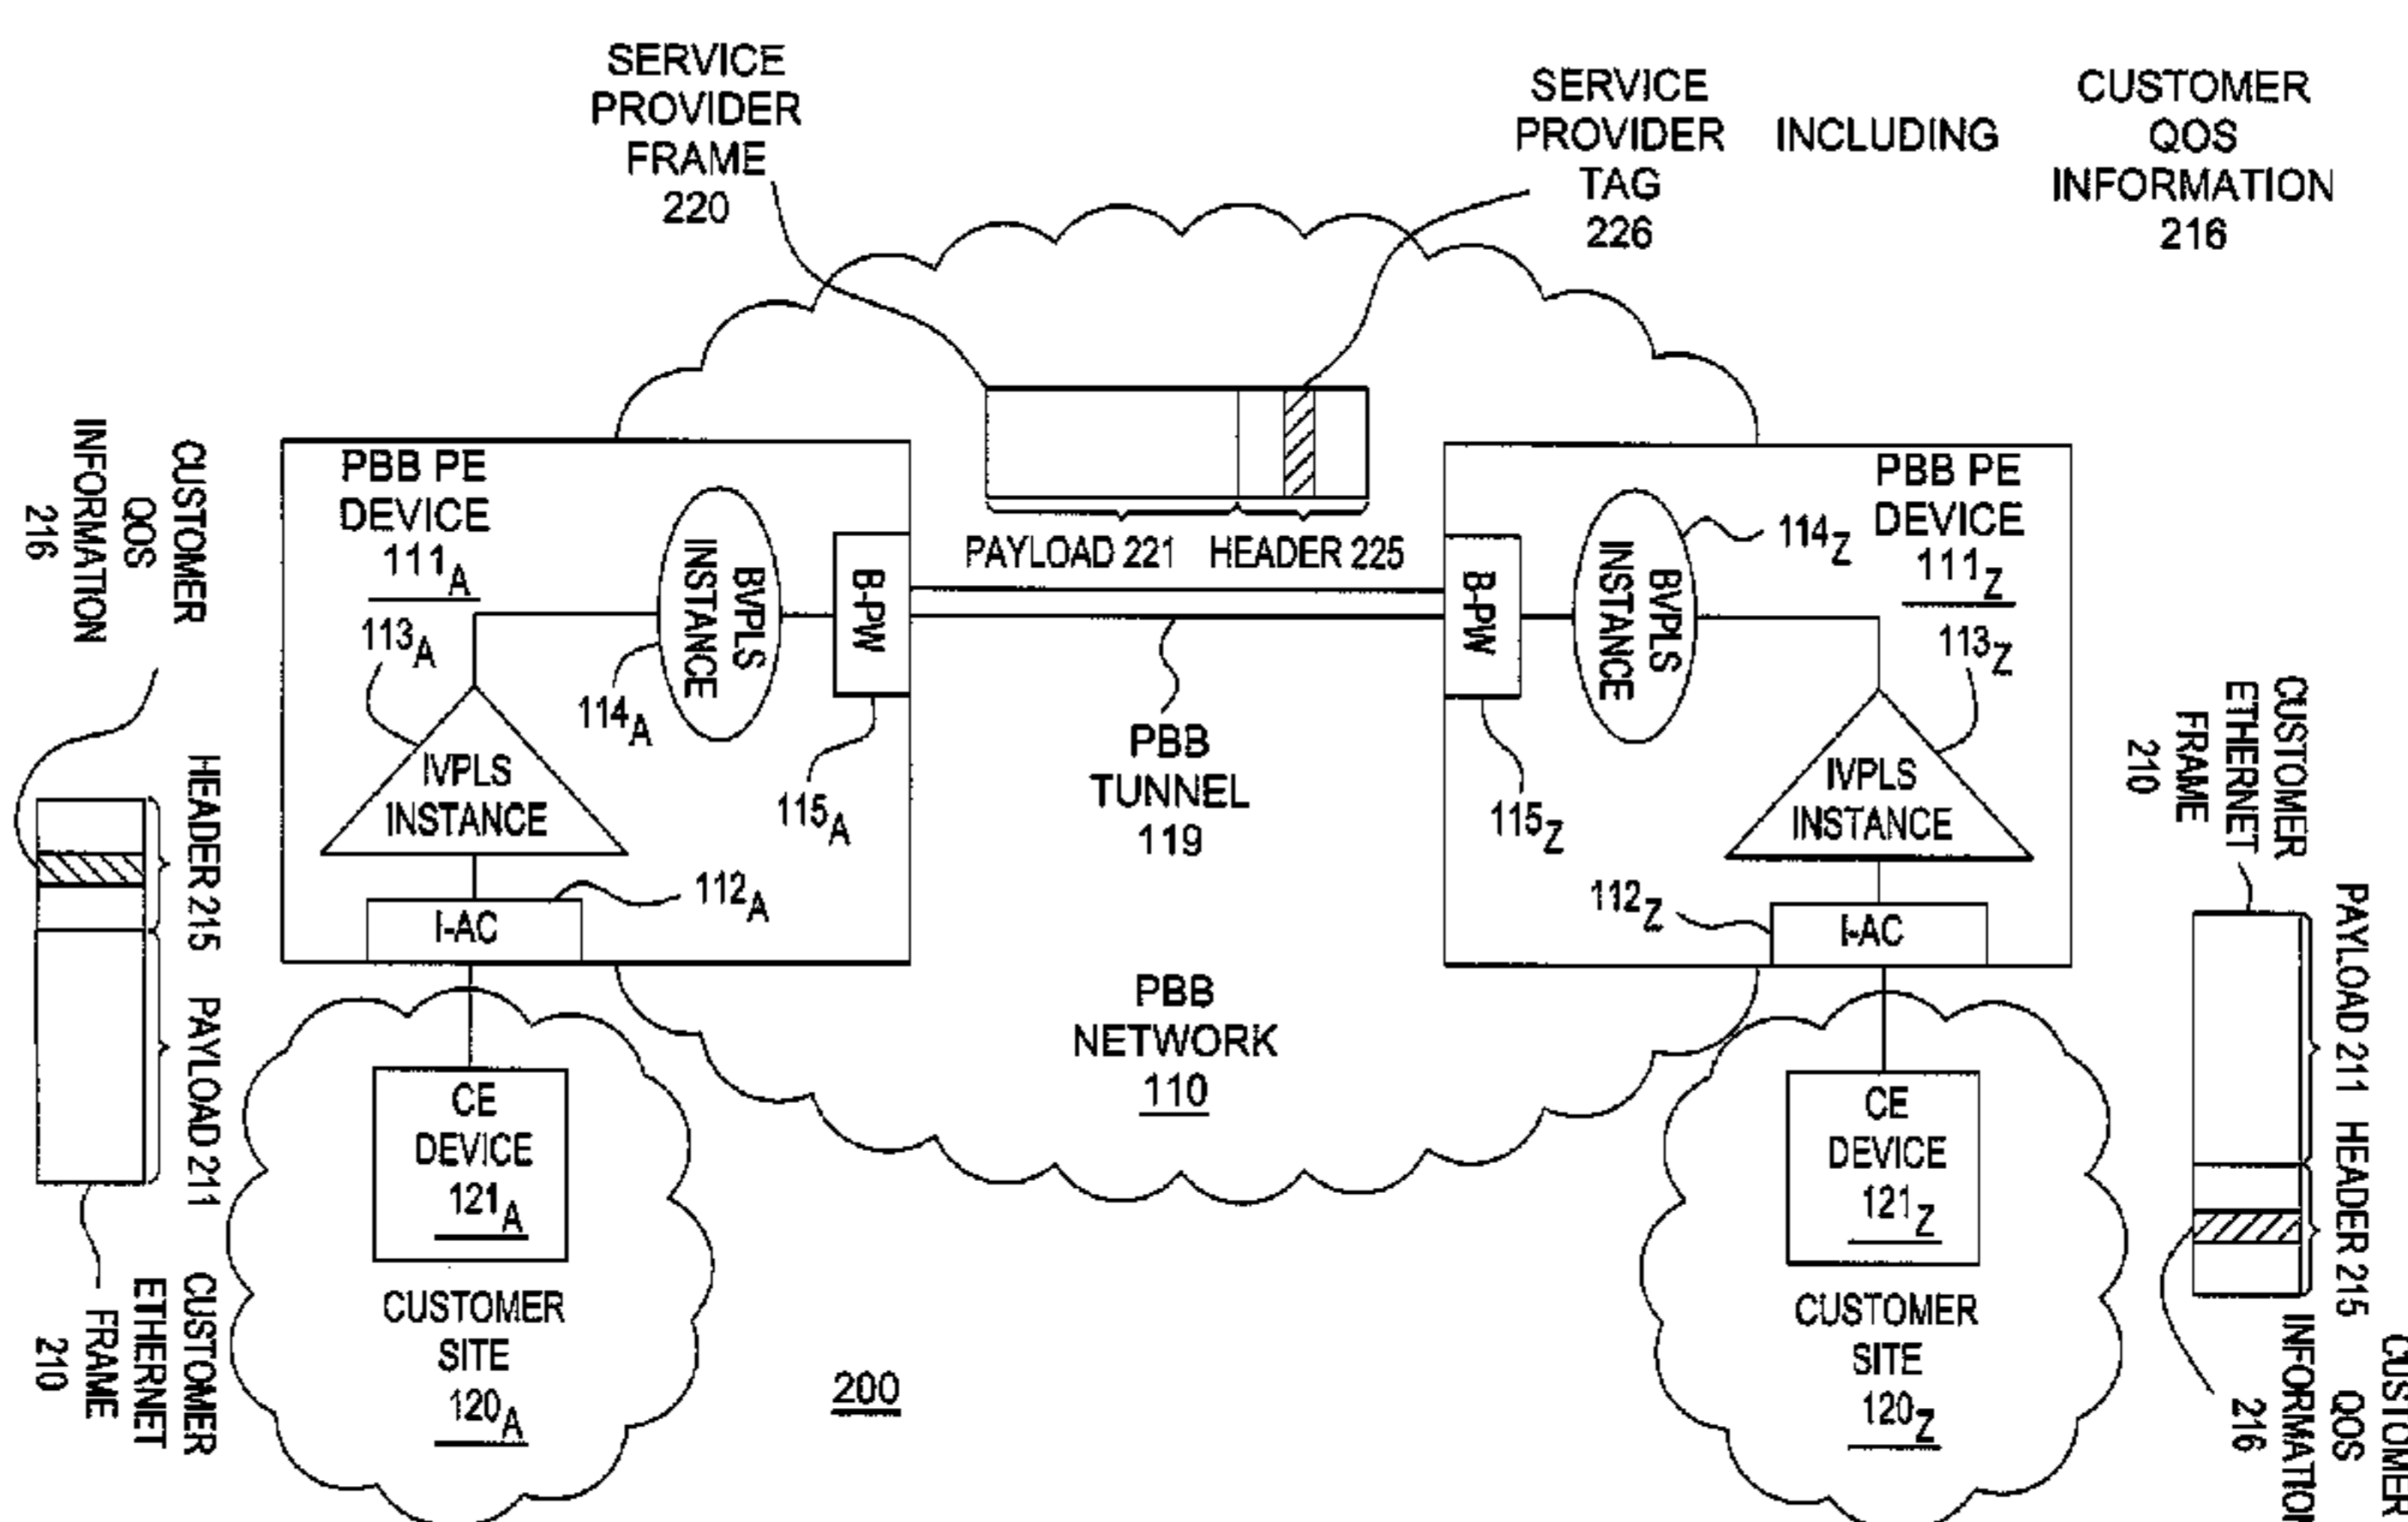 SERVICE
PROVIDER
FRAME
220
SERVICE
PROVIDER
TAG
226
INCLUDING
CUSTOMER
QOS
INFORMATION
216
CUSTOMER
QOS
INFORMATION
216
HEADER 215
PAYLOAD 211
CUSTOMER
ETHERNET
FRAME
210
PBB PE
DEVICE
111A
113A
IVPLS
INSTANCE
BVPLS
INSTANCE
114A
B-PW
115A
112A
I-AC
PAYLOAD 221
HEADER 225
PBB
TUNNEL
119
PBB
NETWORK
110
PBB PE
DEVICE
111Z
114Z
BVPLS
INSTANCE
B-PW
115Z
113Z
IVPLS
INSTANCE
112Z
I-AC
CE
DEVICE
121A
CUSTOMER
SITE
120A
200
CE
DEVICE
121Z
CUSTOMER
SITE
120Z
CUSTOMER
ETHERNET
FRAME
210
PAYLOAD 211
HEADER 215
CUSTOMER
QOS
INFORMATION
216